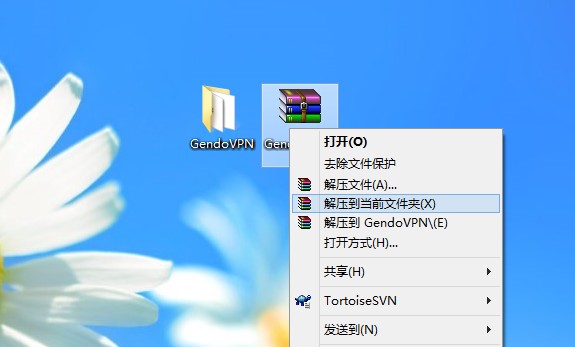 GendoVPN
打开(O)
去除文件保护
解压文件(A)...
解压到当前文件夹(X)
解压到 GendoVPN\(E)
打开方式(H)...
共享(H)
TortoiseSVN
发送到(N)